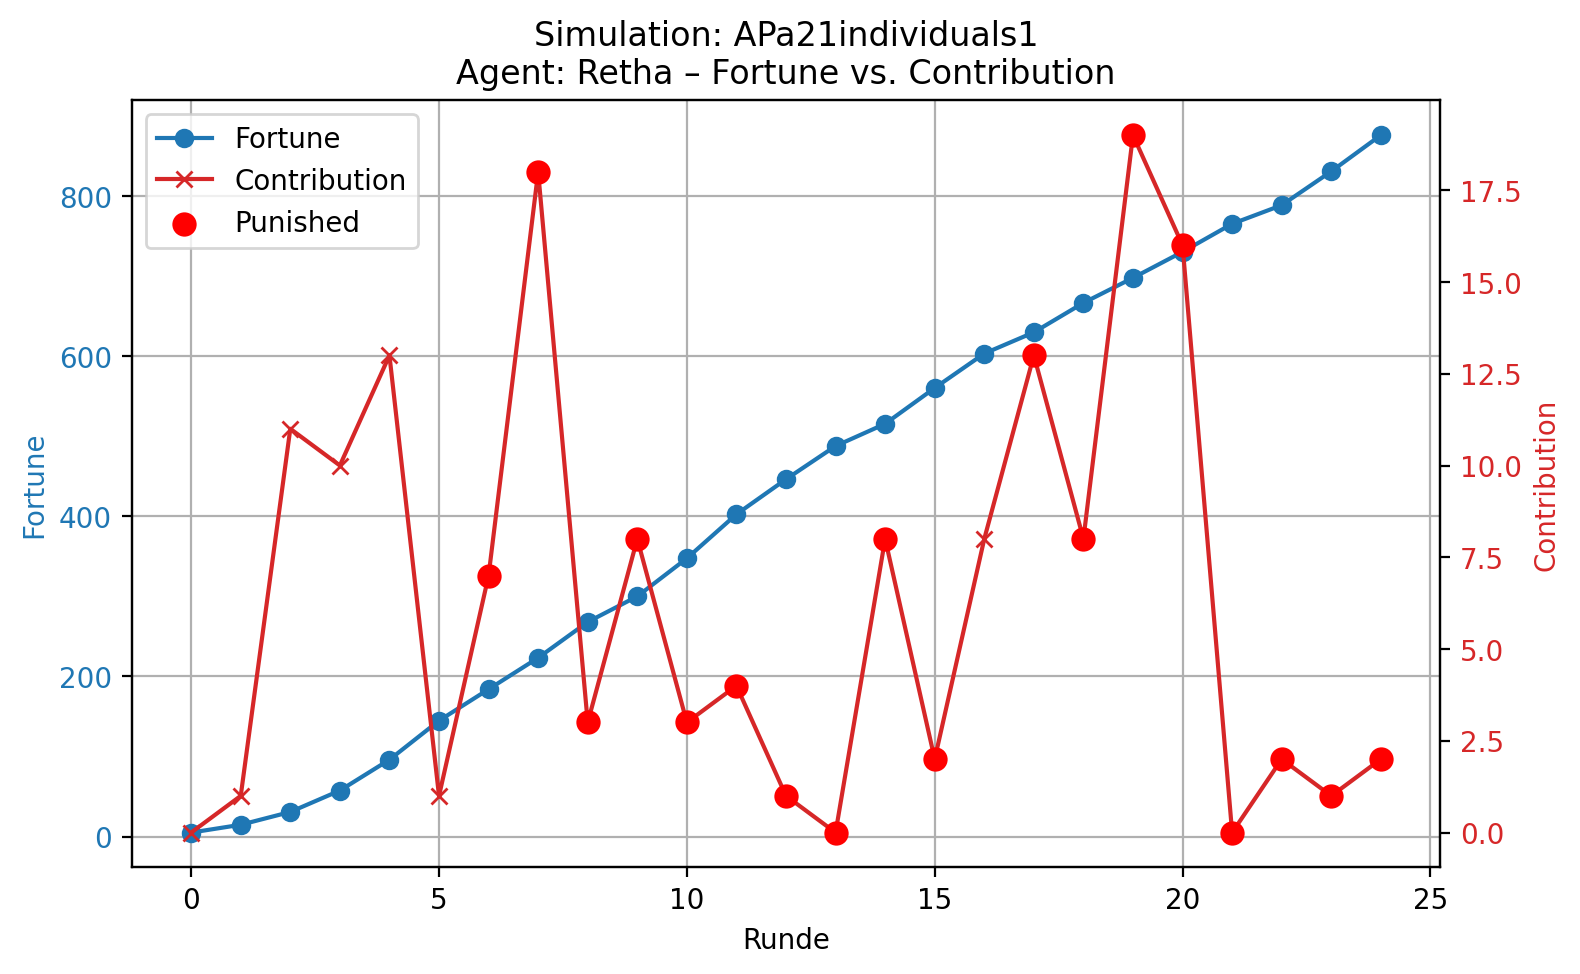 Simulation: APa21individuals1
Agent: Retha – Fortune vs. Contribution
Fortune
Contribution
Punished
800
600
400
200
0
Fortune
17.5
15.0
12.5
10.0
7.5
5.0
2.5
0.0
Contribution
0
5
10
15
20
25
Runde